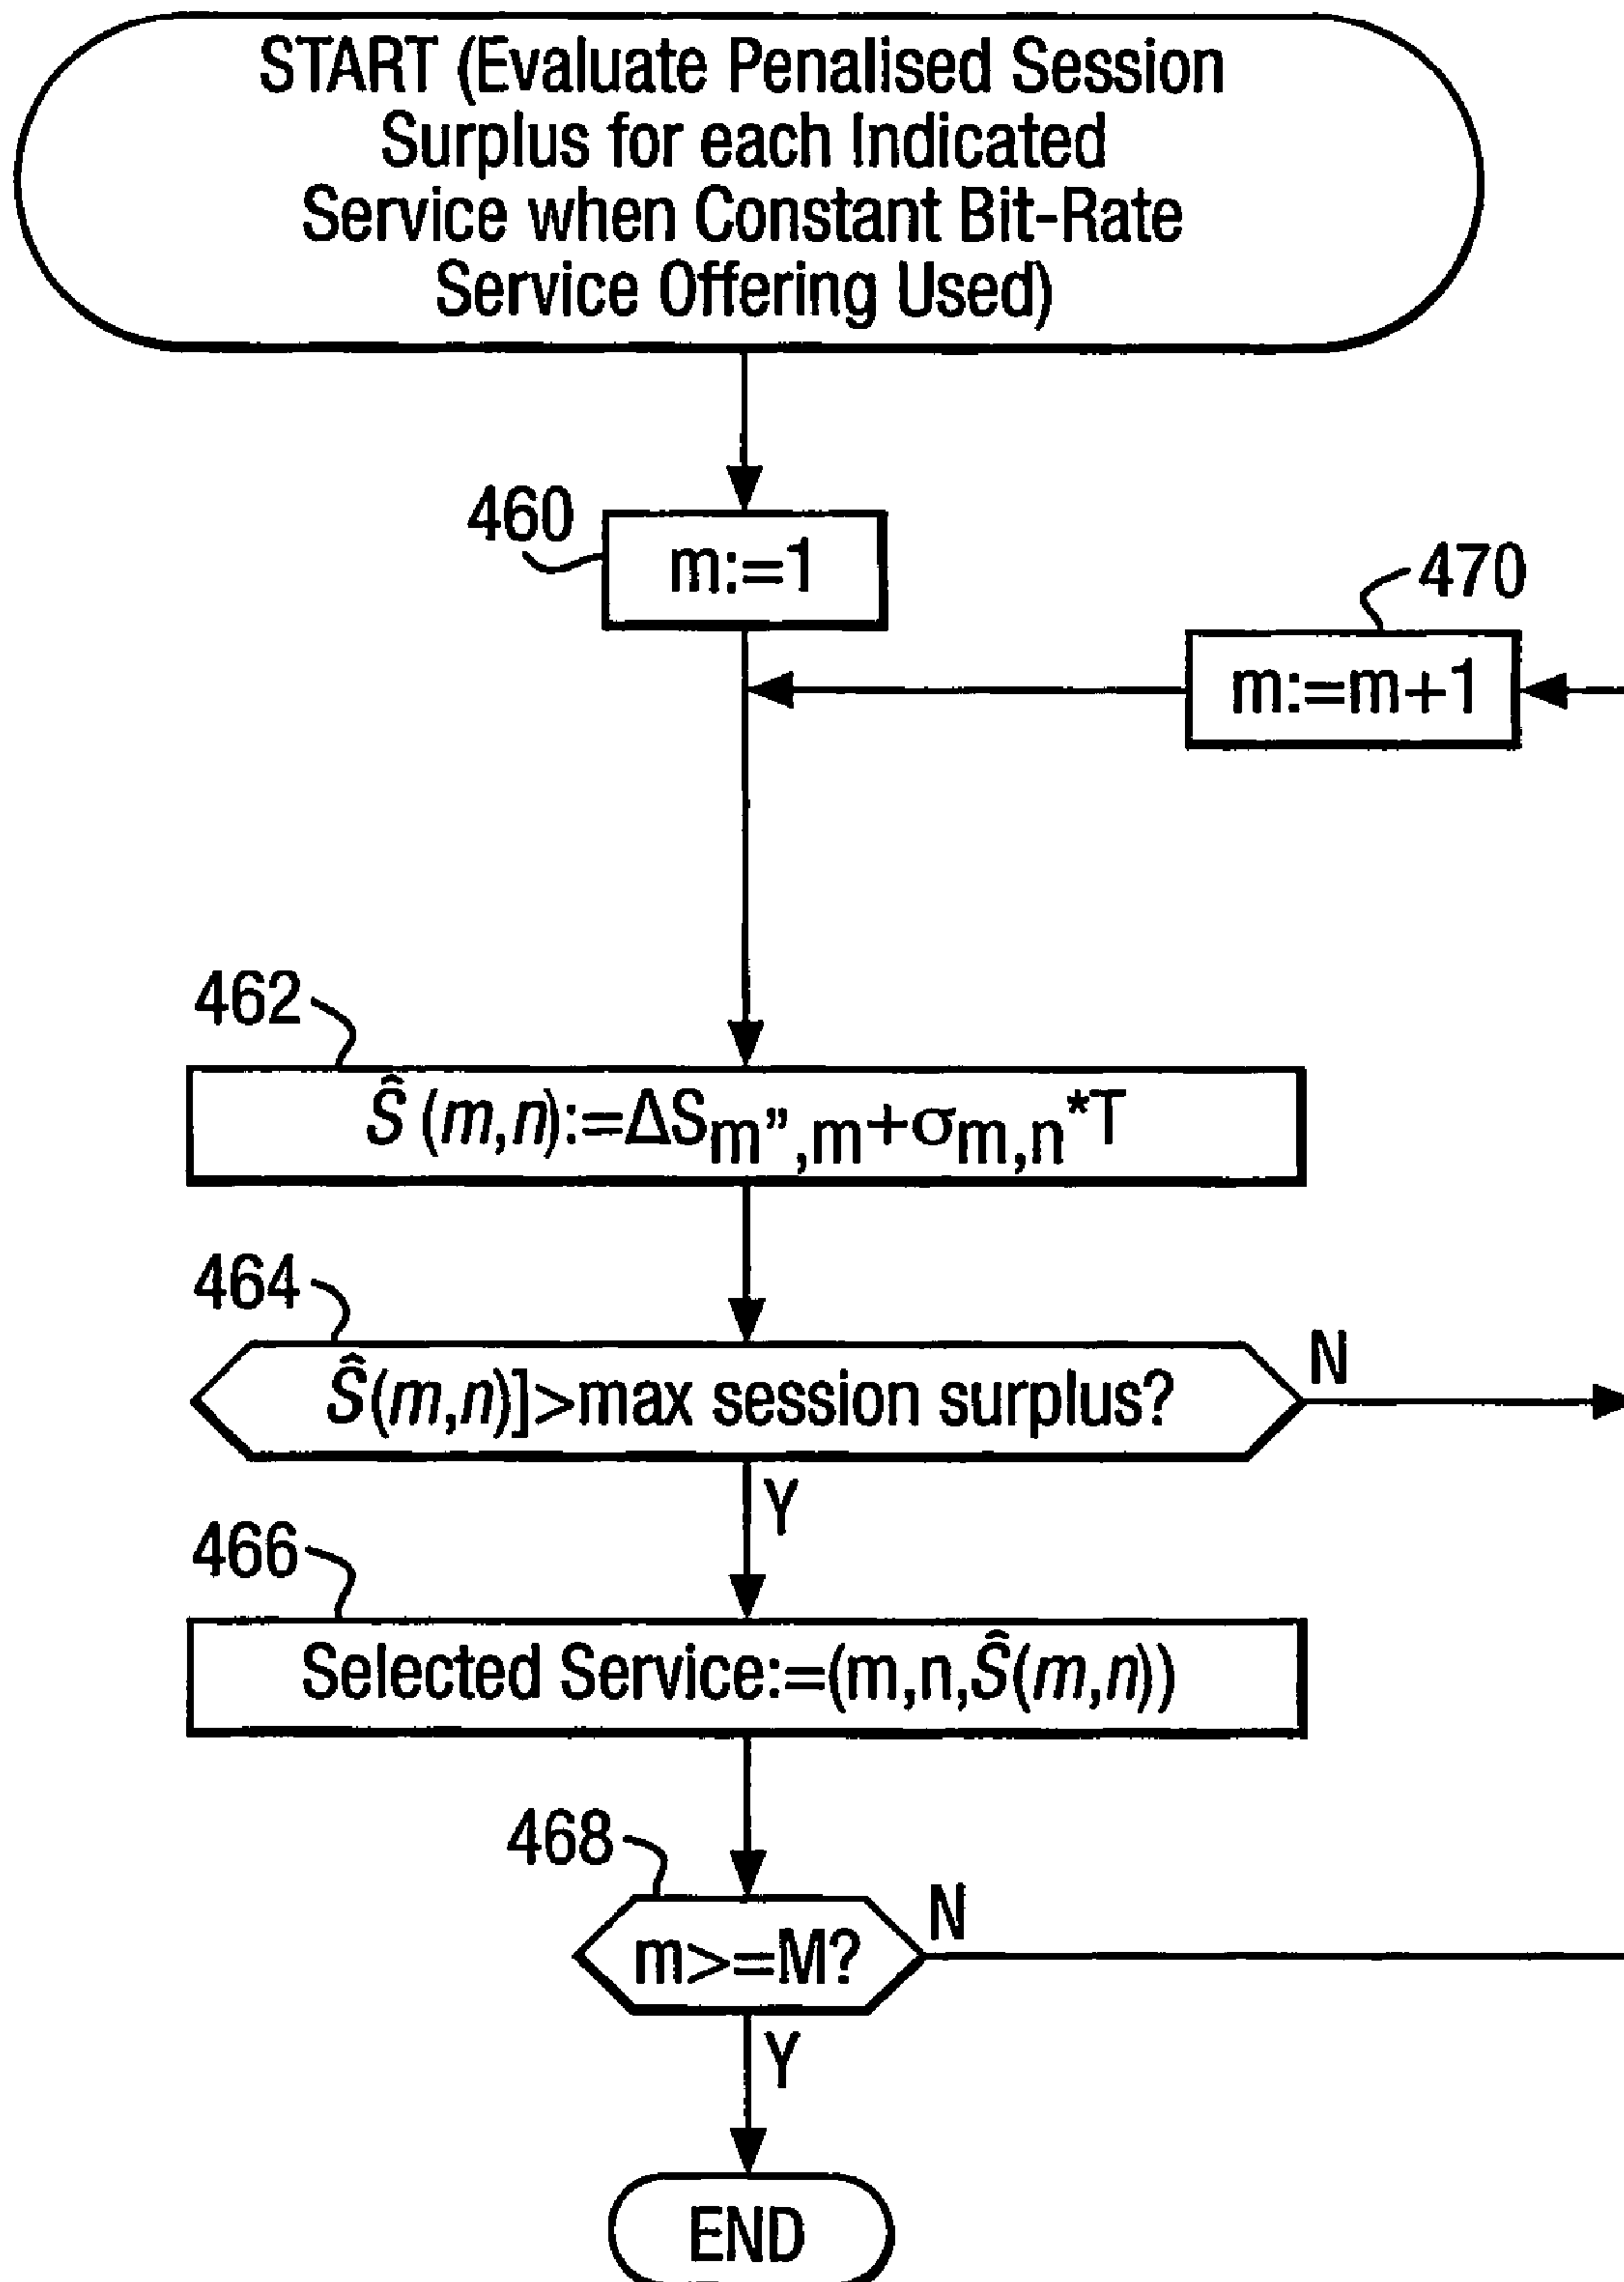 START (Evaluate Penalised Session
Surplus for each Indicated
Service when Constant Bit-Rate
Service Offering Used)
460
m:=1
470
m:=m+1
462
Ŝ (m,n):=ΔSm”,m+σm,n*T
464
Ŝ(m,n)]>max session surplus?
N
Y
466
Selected Service:=(m,n,Ŝ(m,n))
468
m>=M?
N
Y
END